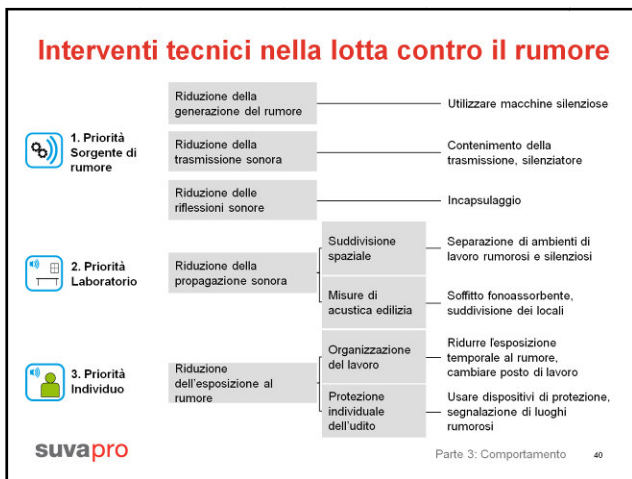 Interventi tecnici nella lotta contro il rumore
Riduzione della
generazione del rumore
Utilizzare macchine silenziose
1. Priorità
Sorgente di
rumore
Riduzione della
trasmissione sonora
Contenimento della
trasmissione, silenziatore
Riduzione delle
riflessioni sonore
Incapsulaggio
2. Priorità
Laboratorio
Riduzione della
propagazione sonora
Suddivisione
spaziale
Separazione di ambienti di
lavoro rumorosi e silenziosi
Misure di
acustica edilizia
Soffitto fonoassorbente,
suddivisione dei locali
3. Priorità
Individuo
Riduzione
dell'esposizione al
rumore
Organizzazione
del lavoro
Ridurre l'esposizione
temporale al rumore,
cambiare posto di lavoro
Protezione
individuale
dell'udito
Usare dispositivi di protezione,
segnalazione di luoghi
rumorosi
suvapro
Parte 3: Comportamento 40